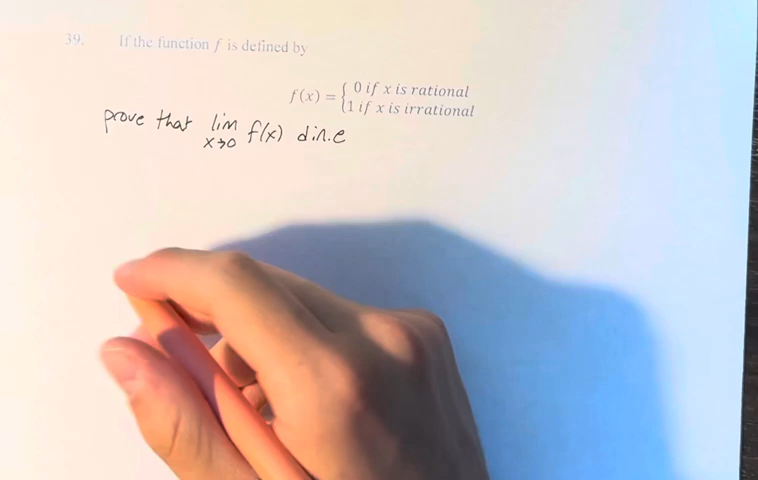 39. If the function f is defined by
f(x) = { 0 if x is rational
1 if x is irrational
prove that lim f(x) d.n.e
x→0